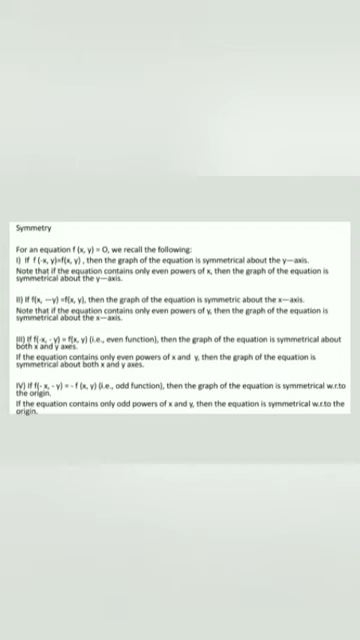 Symmetry
For an equation f (x, y) = O, we recall the following:
I) If f (-x, y)=f(x, y) , then the graph of the equation is symmetrical about the y—axis.
Note that if the equation contains only even powers of x, then the graph of the equation is
symmetrical about the y—axis.
II) If f(x, —y) =f(x, y), then the graph of the equation is symmetric about the x—axis.
Note that if the equation contains only even powers of y, then the graph of the equation is
symmetrical about the x—axis.
III) If f(-x, - y) = f(x, y) (i.e., even function), then the graph of the equation is symmetrical about
both x and y axes.
If the equation contains only even powers of x and y, then the graph of the equation is
symmetrical about both x and y axes.
IV) If f(- x, - y) = - f (x, y) (i.e., odd function), then the graph of the equation is symmetrical w.r.to
the origin.
If the equation contains only odd powers of x and y, then the equation is symmetrical w.r.to the
origin.